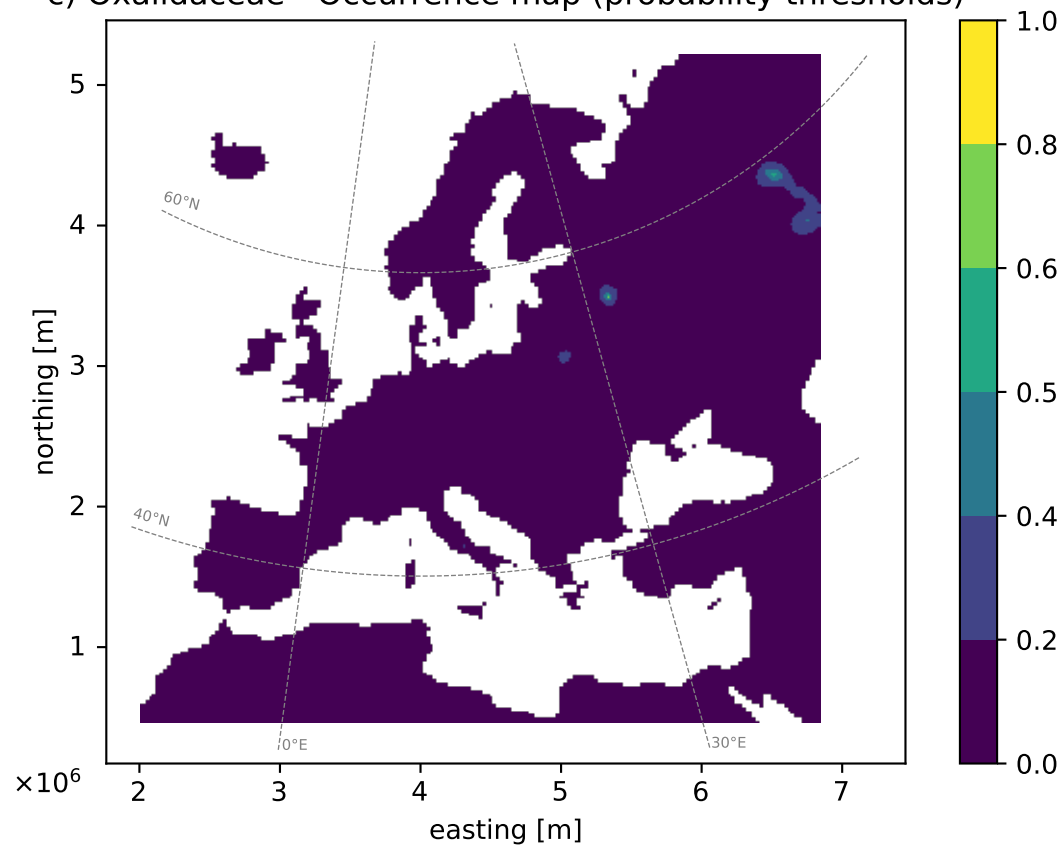 c) Oxalidaceae - Occurrence map (probability thresholds)
1.0
0.8
0.6
0.5
0.4
0.2
0.0
5
4
3
2
1
northing [m]
60°N
40°N
0°E
30°E
×10⁶
2 3 4 5 6 7
easting [m]